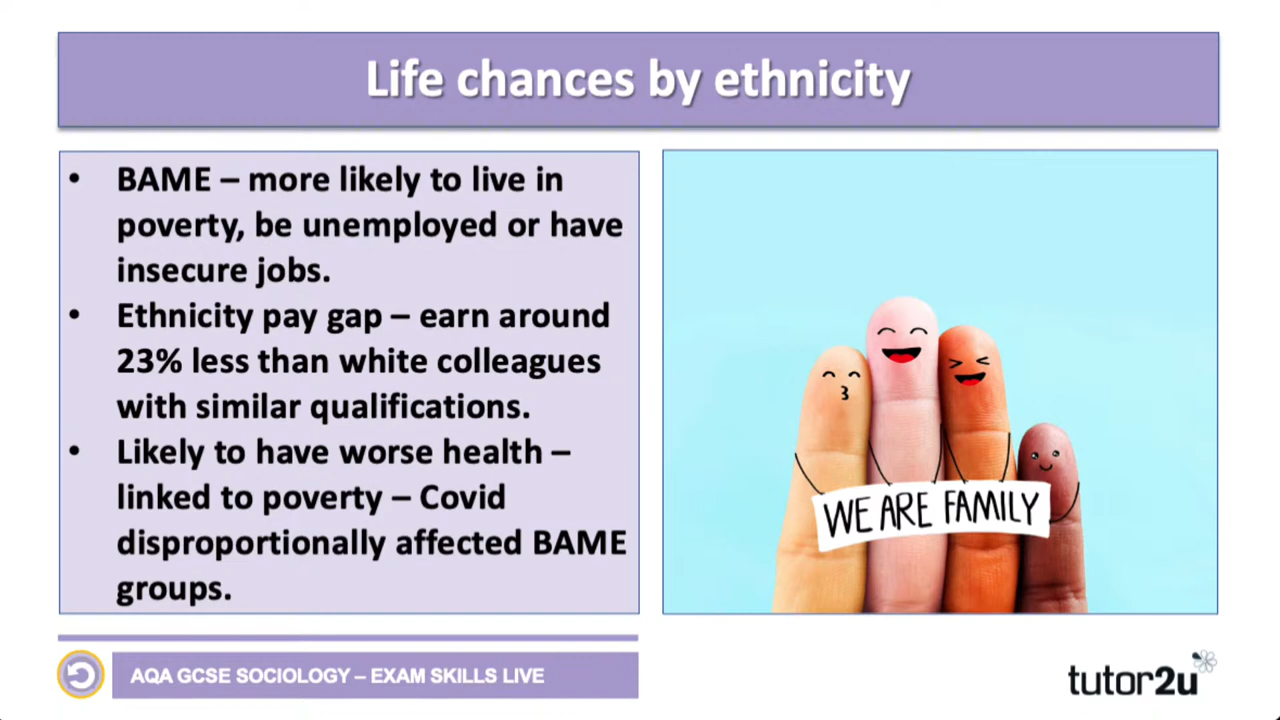 Life chances by ethnicity
• BAME – more likely to live in
poverty, be unemployed or have
insecure jobs.
• Ethnicity pay gap – earn around
23% less than white colleagues
with similar qualifications.
• Likely to have worse health –
linked to poverty – Covid
disproportionally affected BAME
groups.
WE ARE FAMILY
AQA GCSE SOCIOLOGY – EXAM SKILLS LIVE
tutor2u